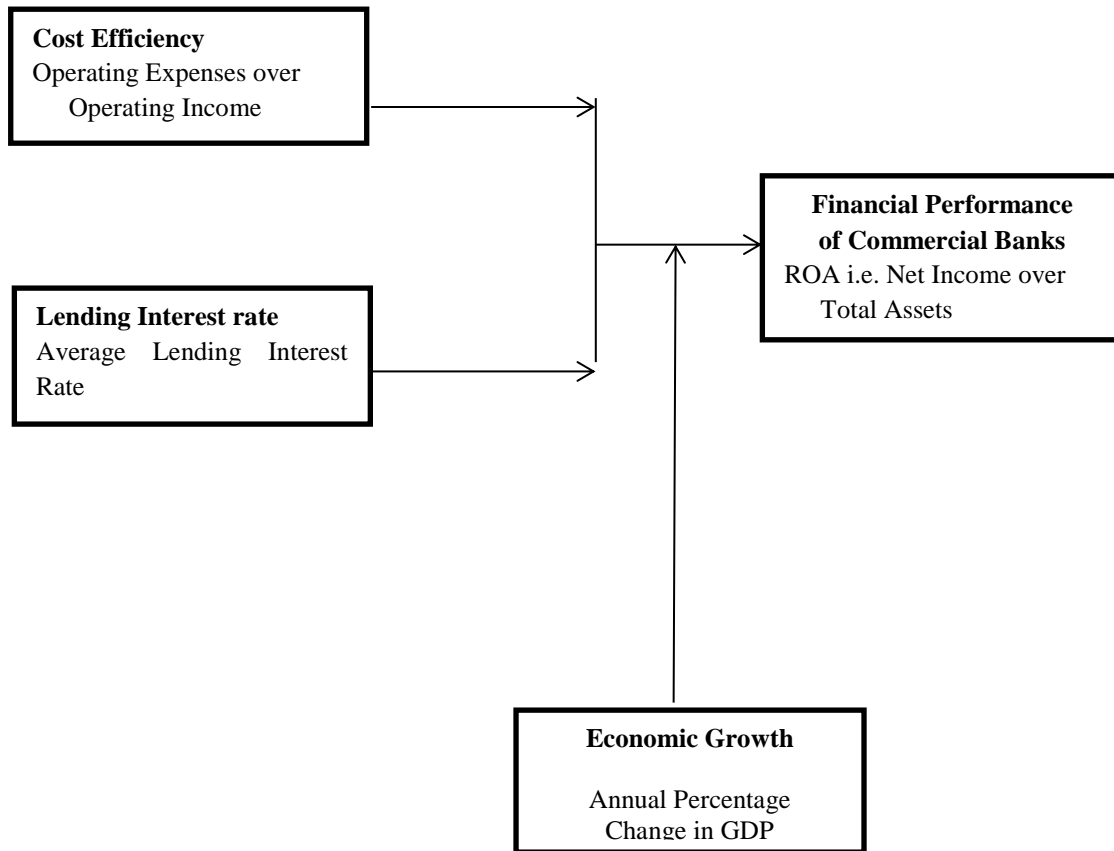 Cost Efficiency
Operating Expenses over
Operating Income
Financial Performance
of Commercial Banks
ROA i.e. Net Income over
Total Assets
Lending Interest rate
Average Lending Interest
Rate
Economic Growth
Annual Percentage
Change in GDP